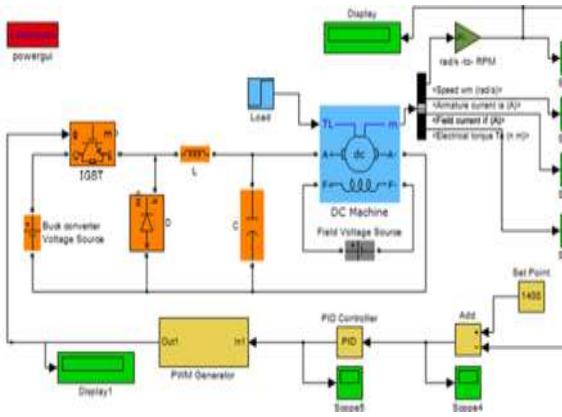 Display
powergui
rad/s -to- RPM
Load
<Speed wm (rad/s)>
<Armature current ia (A)>
<Field current if (A)>
<Electrical torque Te (n m)>
TL
m
g
m
IGBT
L
dc
A+
A-
F+
F-
DC Machine
D
C
Buck converter
Voltage Source
Field Voltage Source
Set Point
1400
Add
PID Controller
PID
Out1
In1
PWM Generator
Display1
Scope5
Scope4